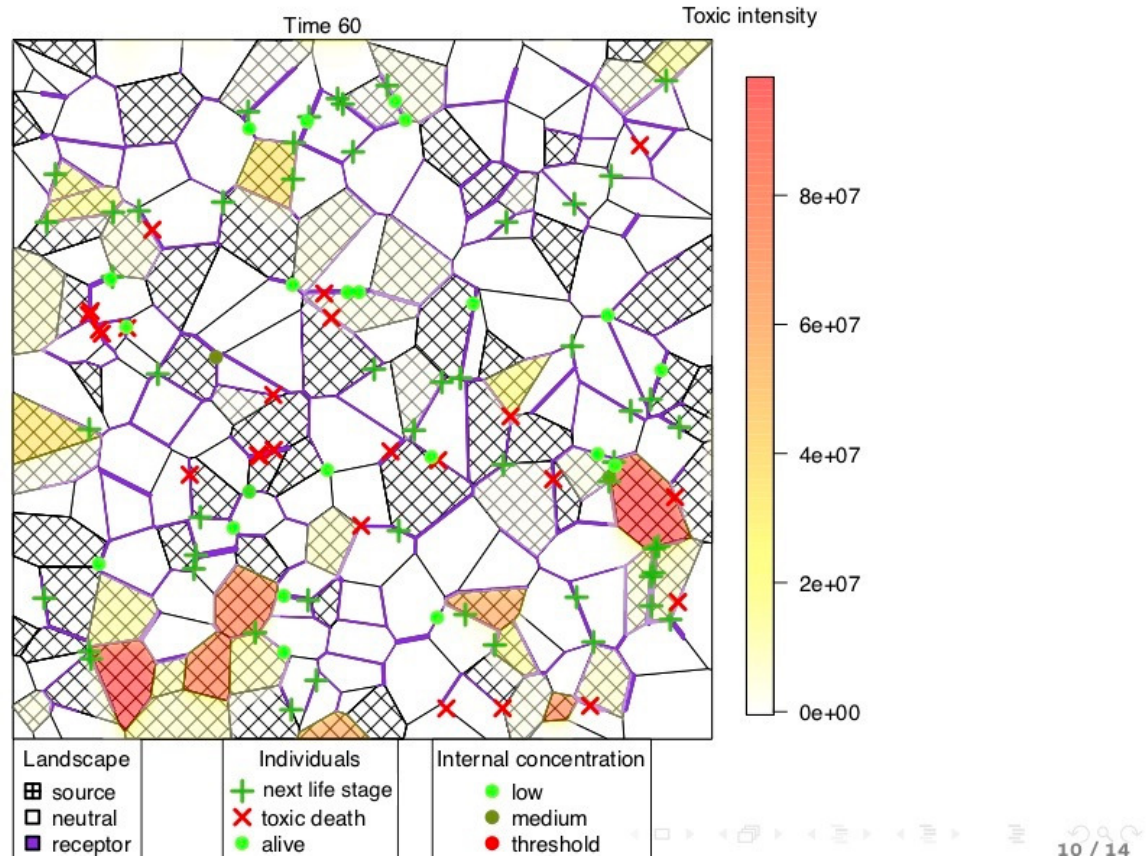 Toxic intensity
Time 60
8e+07
6e+07
4e+07
2e+07
0e+00
Landscape
source
neutral
receptor
Individuals
next life stage
toxic death
alive
Internal concentration
low
medium
threshold
10 / 14